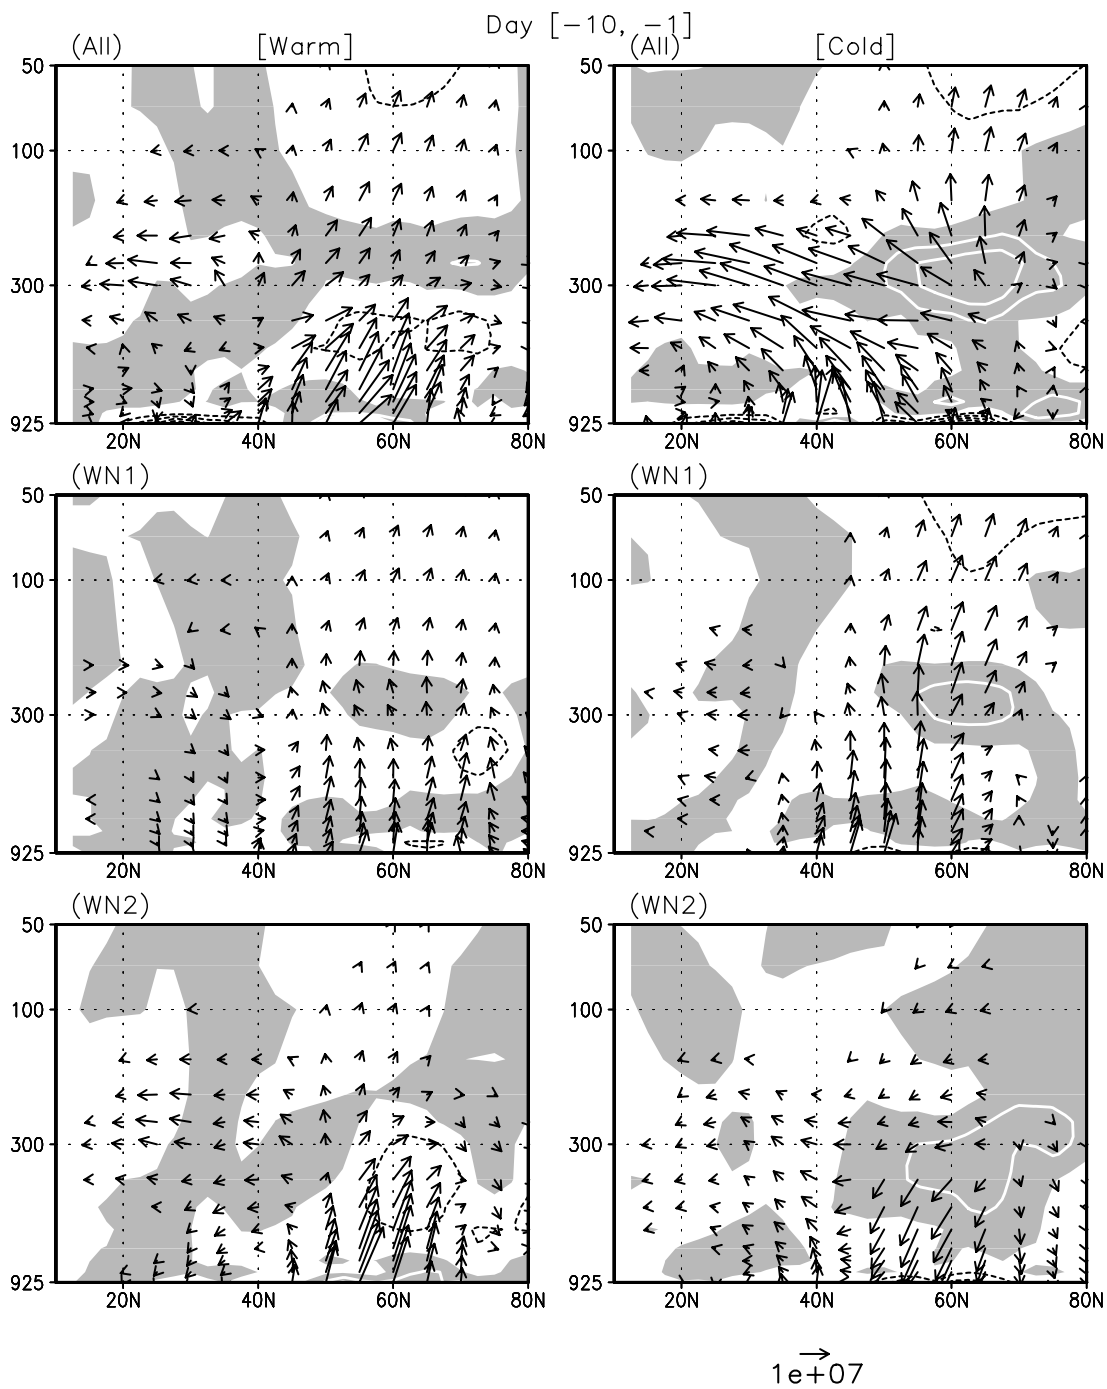 Day [−10, −1]
(All) [Warm] (All) [Cold]
50 50
100 100
300 300
925 925
20N 40N 60N 80N 20N 40N 60N 80N
(WN1) (WN1)
50 50
100 100
300 300
925 925
20N 40N 60N 80N 20N 40N 60N 80N
(WN2) (WN2)
50 50
100 100
300 300
925 925
20N 40N 60N 80N 20N 40N 60N 80N
1e+07